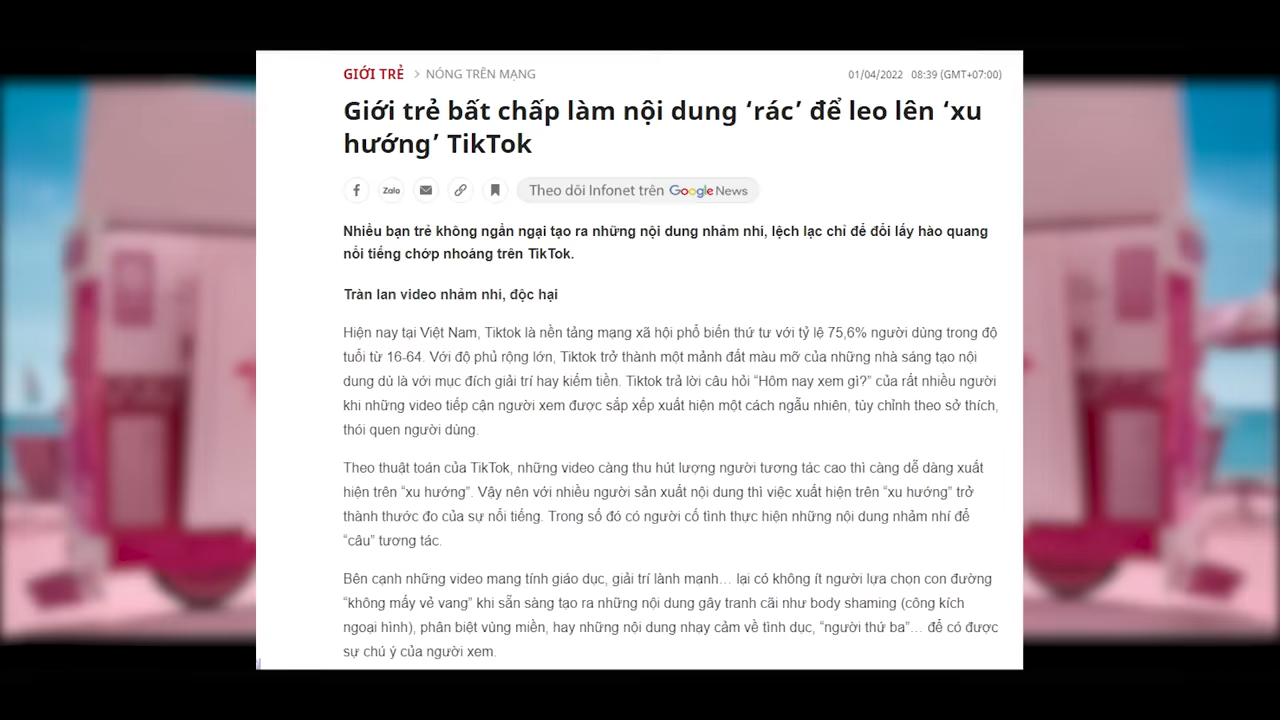 GIỚI TRẺ > NÓNG TRÊN MẠNG 01/04/2022 08:39 (GMT+07:00)
Giới trẻ bất chấp làm nội dung ‘rác’ để leo lên ‘xu
hướng’ TikTok
Zalo Theo dõi Infonet trên Google News
Nhiều bạn trẻ không ngần ngại tạo ra những nội dung nhảm nhí, lệch lạc chỉ để đổi lấy hào quang
nổi tiếng chớp nhoáng trên TikTok.
Tràn lan video nhảm nhí, độc hại
Hiện nay tại Việt Nam, Tiktok là nền tảng mạng xã hội phổ biến thứ tư với tỷ lệ 75,6% người dùng trong độ
tuổi từ 16-64. Với độ phủ rộng lớn, Tiktok trở thành một mảnh đất màu mỡ của những nhà sáng tạo nội
dung dù là với mục đích giải trí hay kiếm tiền. Tiktok trả lời câu hỏi “Hôm nay xem gì?” của rất nhiều người
khi những video tiếp cận người xem được sắp xếp xuất hiện một cách ngẫu nhiên, tùy chỉnh theo sở thích,
thói quen người dùng.
Theo thuật toán của TikTok, những video càng thu hút lượng người tương tác cao thì càng dễ dàng xuất
hiện trên “xu hướng”. Vậy nên với nhiều người sản xuất nội dung thì việc xuất hiện trên “xu hướng” trở
thành thước đo của sự nổi tiếng. Trong số đó có người cố tình thực hiện những nội dung nhảm nhí để
“câu” tương tác.
Bên cạnh những video mang tính giáo dục, giải trí lành mạnh… lại có không ít người lựa chọn con đường
“không mấy vẻ vang” khi sẵn sàng tạo ra những nội dung gây tranh cãi như body shaming (công kích
ngoại hình), phân biệt vùng miền, hay những nội dung nhạy cảm về tình dục, “người thứ ba”… để có được
sự chú ý của người xem.